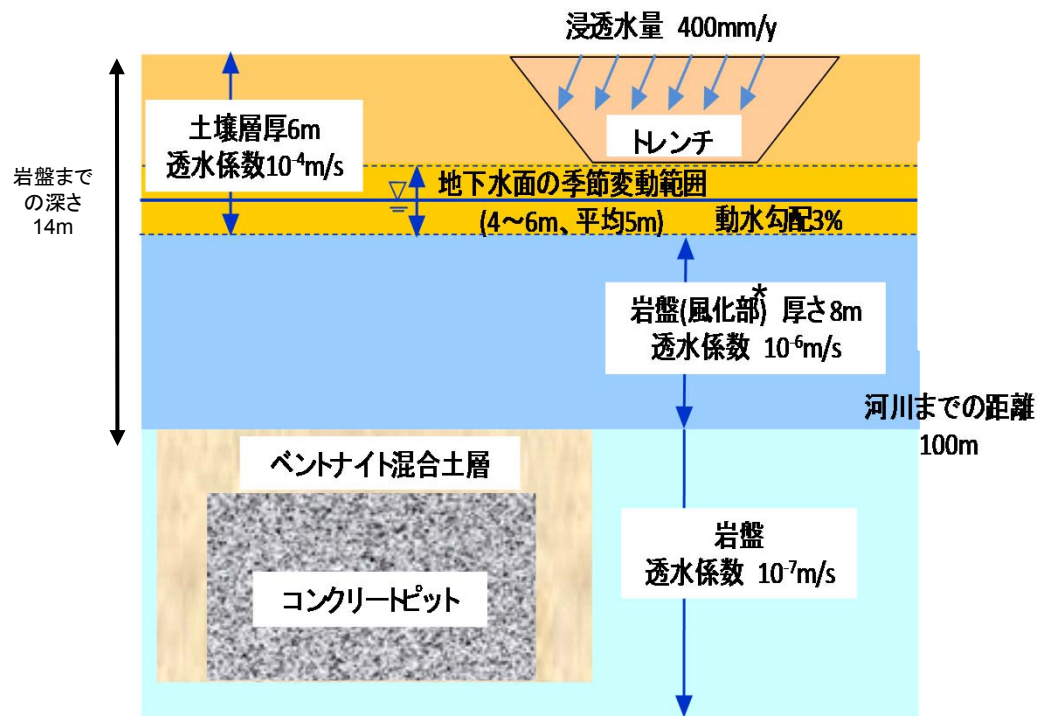 浸透水量 400mm/y
土壌層厚6m
透水係数10-4m/s
トレンチ
岩盤まで
の深さ
14m
地下水面の季節変動範囲
(4～6m、平均5m) 動水勾配3%
岩盤(風化部)* 厚さ8m
透水係数 10-6m/s
河川までの距離
100m
ベントナイト混合土層
コンクリートピット
岩盤
透水係数 10-7m/s